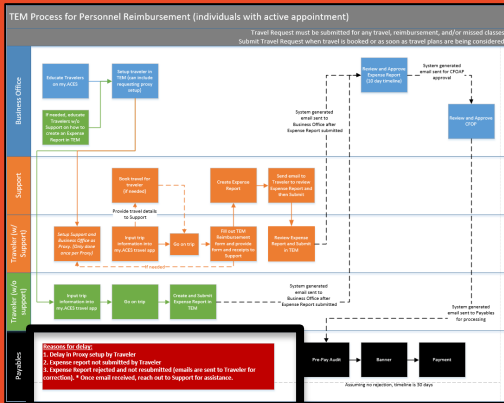 TEM Process for Personnel Reimbursement (individuals with active appointment)
Travel Request must be submitted for any travel, reimbursement, and/or missed classes
Submit Travel Request when travel is booked or as soon as travel plans are being considered
Business Office
Educate Travelers
on my ACES
Setup traveler in
TEM (can include
requesting proxy
setup)
If needed, educate
Travelers w/o
Support on how to
create an Expense
Report in TEM
System generated
email sent to
Business Office after
Expense Report submitted
Review and Approve
Expense Report
(10 day timeline)
System generated
email sent for CFOAP
approval
Review and Approve
CFOP
Support
Book travel for
traveler
(if needed)
Provide travel details
to Support
Create Expense
Report
Send email to
Traveler to review
Expense Report and
then Submit
Traveler (w/
Support)
Setup Support and
Business Office as
Proxy. (Only done
once per Proxy)
Input trip
information into
my ACES travel app
Go on trip
Fill out TEM
Reimbursement
form and provide
form and receipts to
Support
Review Expense
Report and Submit
in TEM
If needed
Traveler (w/o
support)
Input trip
information into
my ACES travel app
Go on trip
Create and Submit
Expense Report in
TEM
System generated
email sent to
Business Office after
Expense Report submitted
System generated
email sent to Payables
for processing
Payables
Reasons for delay:
1. Delay in Proxy setup by Traveler
2. Expense report not submitted by Traveler
3. Expense Report rejected and not resubmitted (emails are sent to Traveler for
correction). * Once email received, reach out to Support for assistance.
Pre-Pay Audit
Banner
Payment
Assuming no rejection, timeline is 30 days